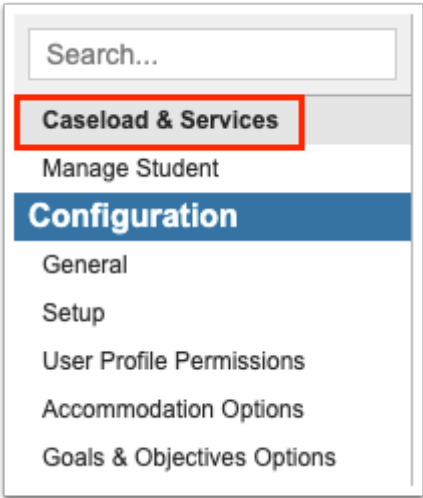 Search...
Caseload & Services
Manage Student
Configuration
General
Setup
User Profile Permissions
Accommodation Options
Goals & Objectives Options